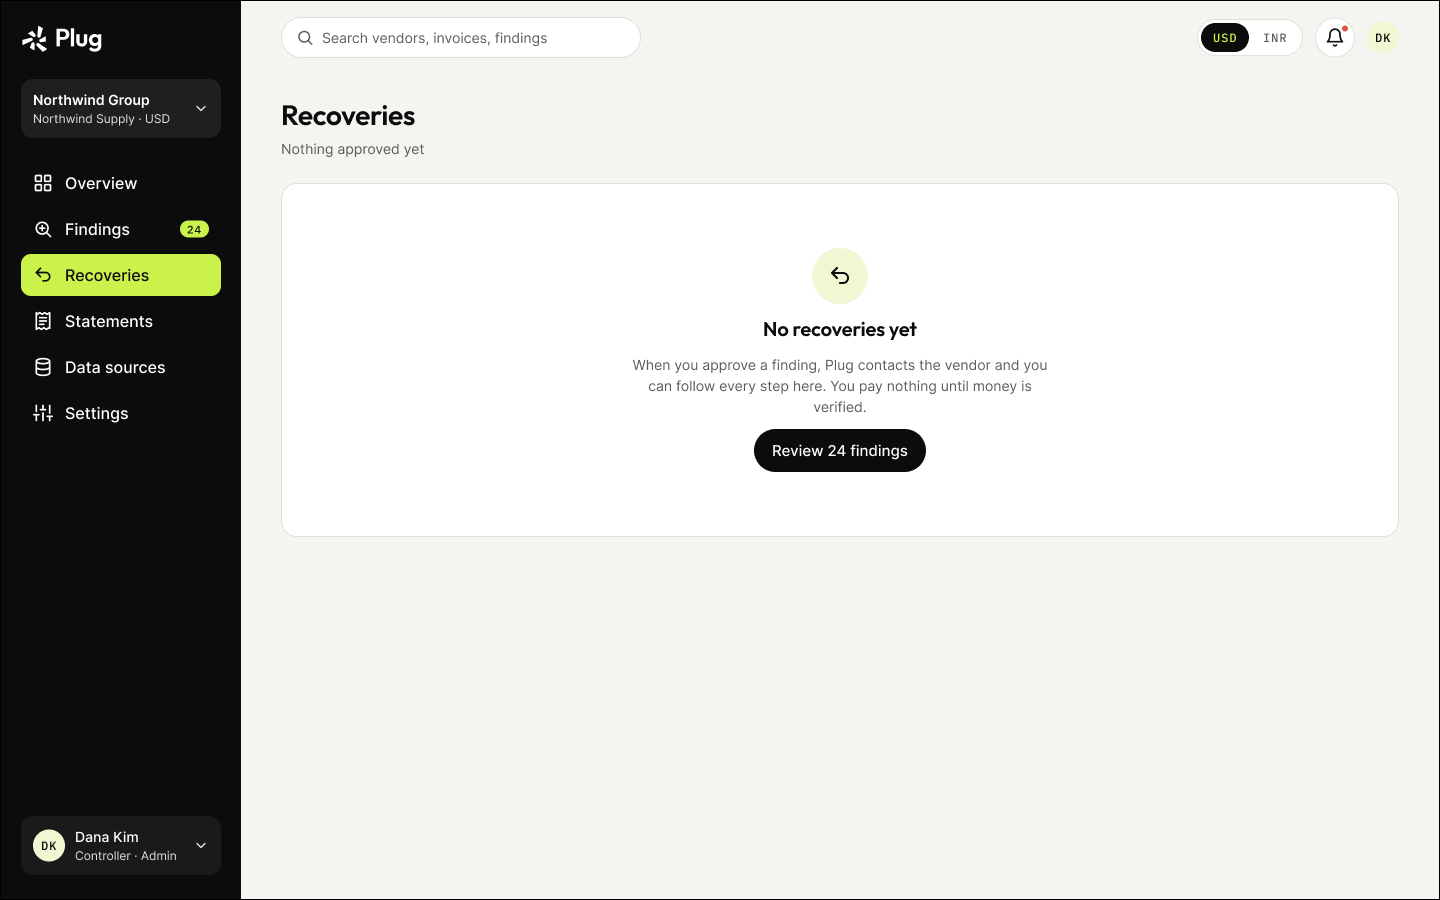 Plug
Northwind Group
Northwind Supply · USD
Overview
Findings 24
Recoveries
Statements
Data sources
Settings
DK
Dana Kim
Controller · Admin
Search vendors, invoices, findings
USD INR
DK
Recoveries
Nothing approved yet
No recoveries yet
When you approve a finding, Plug contacts the vendor and you
can follow every step here. You pay nothing until money is
verified.
Review 24 findings